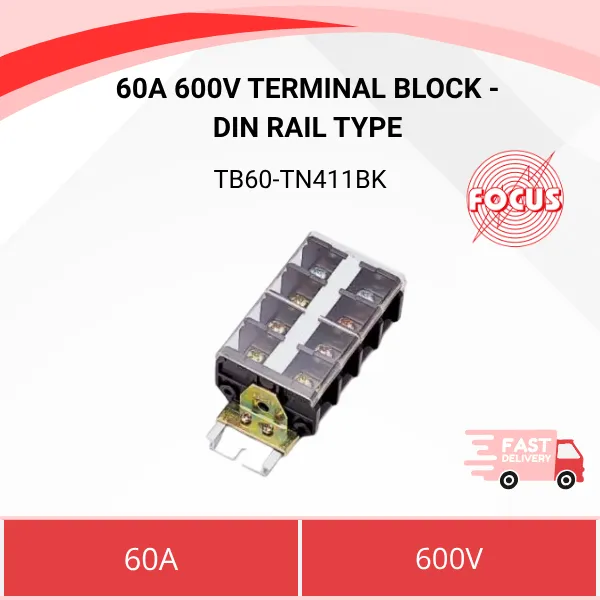 60A 600V TERMINAL BLOCK -
DIN RAIL TYPE
TB60-TN411BK
FOCUS
FAST
DELIVERY
60A
600V